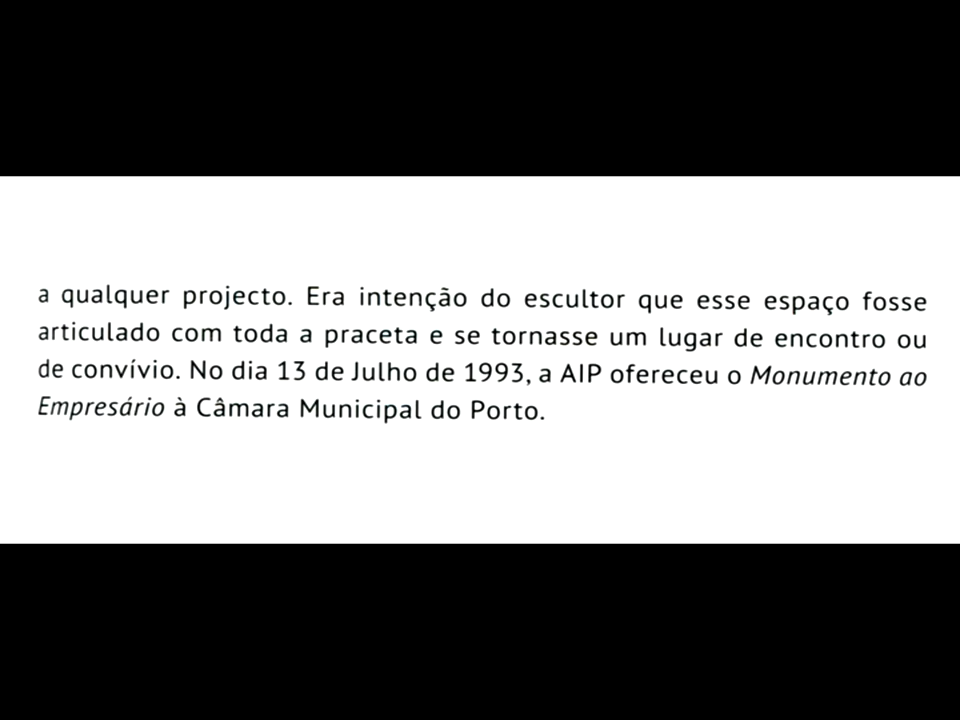 a qualquer projecto. Era intenção do escultor que esse espaço fosse
articulado com toda a praceta e se tornasse um lugar de encontro ou
de convívio. No dia 13 de Julho de 1993, a AIP ofereceu o Monumento ao
Empresário à Câmara Municipal do Porto.